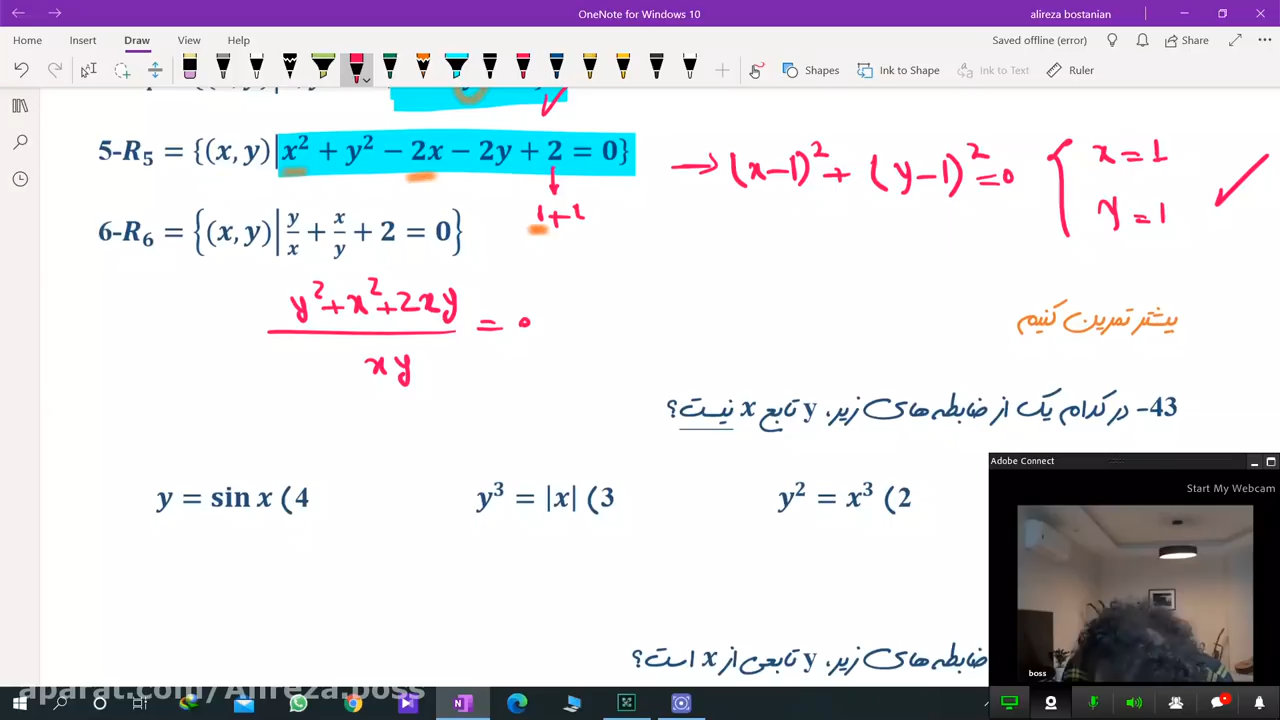 OneNote for Windows 10
alireza bostanian
Home Insert Draw View Help
Saved offline (error)
Share
Shapes
Ink to Shape
Ink to Text
Ruler
5-R₅ = {(x, y)|x² + y² − 2x − 2y + 2 = 0}
→ (x-1)² + (y-1)² = 0 { x = 1
y = 1
1+1
6-R₆ = {(x, y)|y/x + x/y + 2 = 0}
(y² + x² + 2xy)/(xy) = 0
بیشتر تمرین کنیم
43- در کدام یک از ضابطه های زیر، y تابع x نیست؟
y² = x³ (2
y³ = |x| (3
y = sin x (4
Adobe Connect
Start My Webcam
boss
ضابطه های زیر، y تابعی از x است؟
aparat.com/Alireza.boss